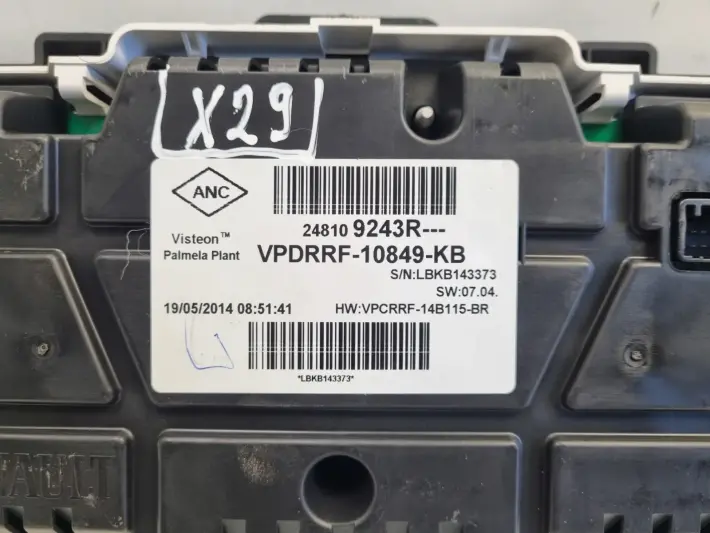 X29
ANC
24810 9243R---
Visteon™
Palmela Plant
VPDRRF-10849-KB
S/N:LBKB143373
SW:07.04.
19/05/2014 08:51:41
HW:VPCRRF-14B115-BR
*LBKB143373*